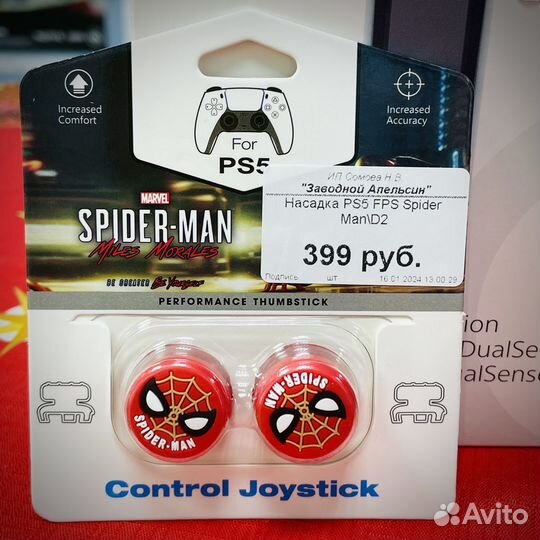 Increased
Comfort
For
PS5
Increased
Accuracy
MARVEL
SPIDER-MAN
MILES MORALES
BE GREATER BE YOURSELF
PERFORMANCE THUMBSTICK
ИП Сомова Н.В.
"Заводной Апельсин"
Насадка PS5 FPS Spider
Man\D2
399 руб.
Подпись шт 16.01.2024 13:00:29
SPIDER-MAN
SPIDER-MAN
Control Joystick
DualSe
alSense
Avito